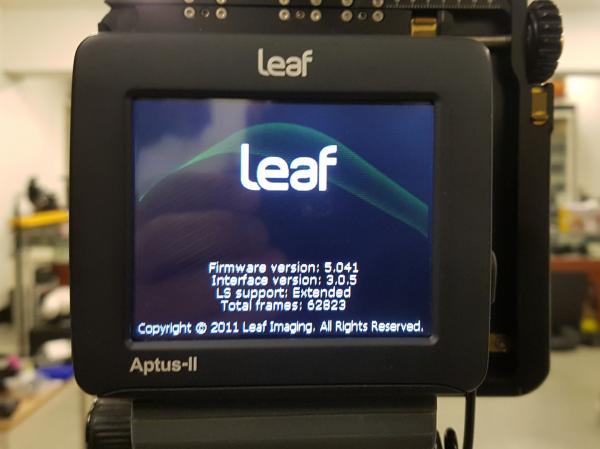 Leaf
Leaf
Firmware version: 5.041
Interface version: 3.0.5
LS support: Extended
Total frames: 62823
Copyright © 2011 Leaf Imaging. All Rights Reserved.
Aptus-II